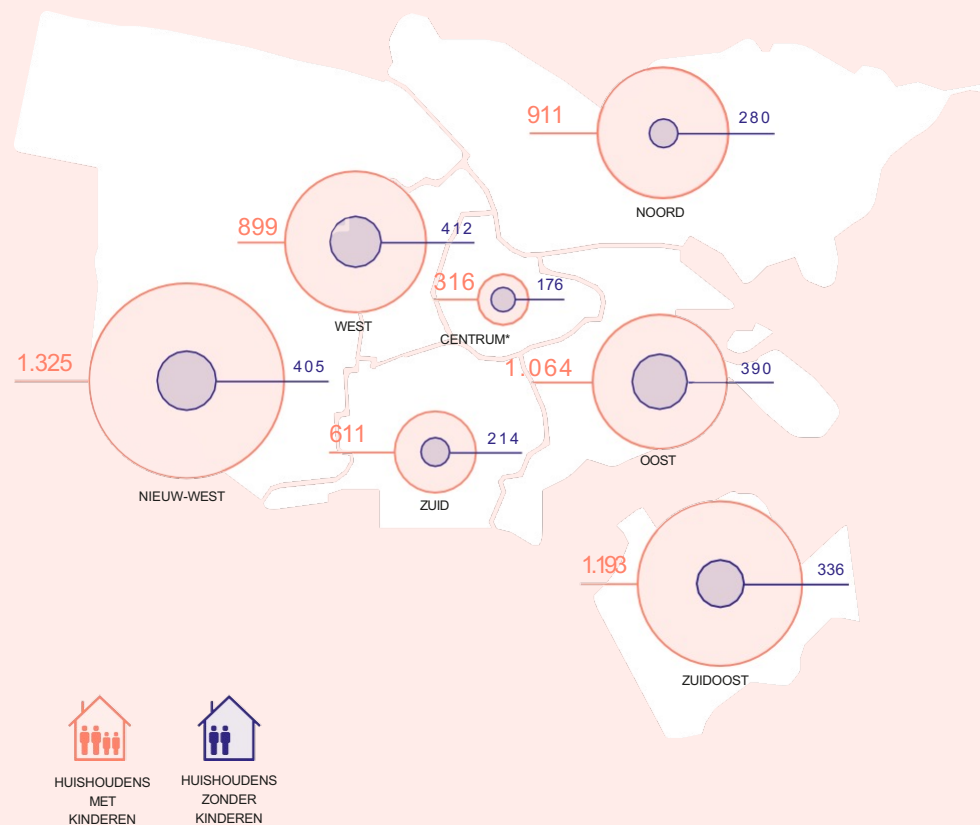 911
280
NOORD
899
412
WEST
316
176
CENTRUM*
1.325
405
NIEUW-WEST
1.064
390
OOST
611
214
ZUID
1.193
336
ZUIDOOST
HUISHOUDENS
MET
KINDEREN
HUISHOUDENS
ZONDER
KINDEREN